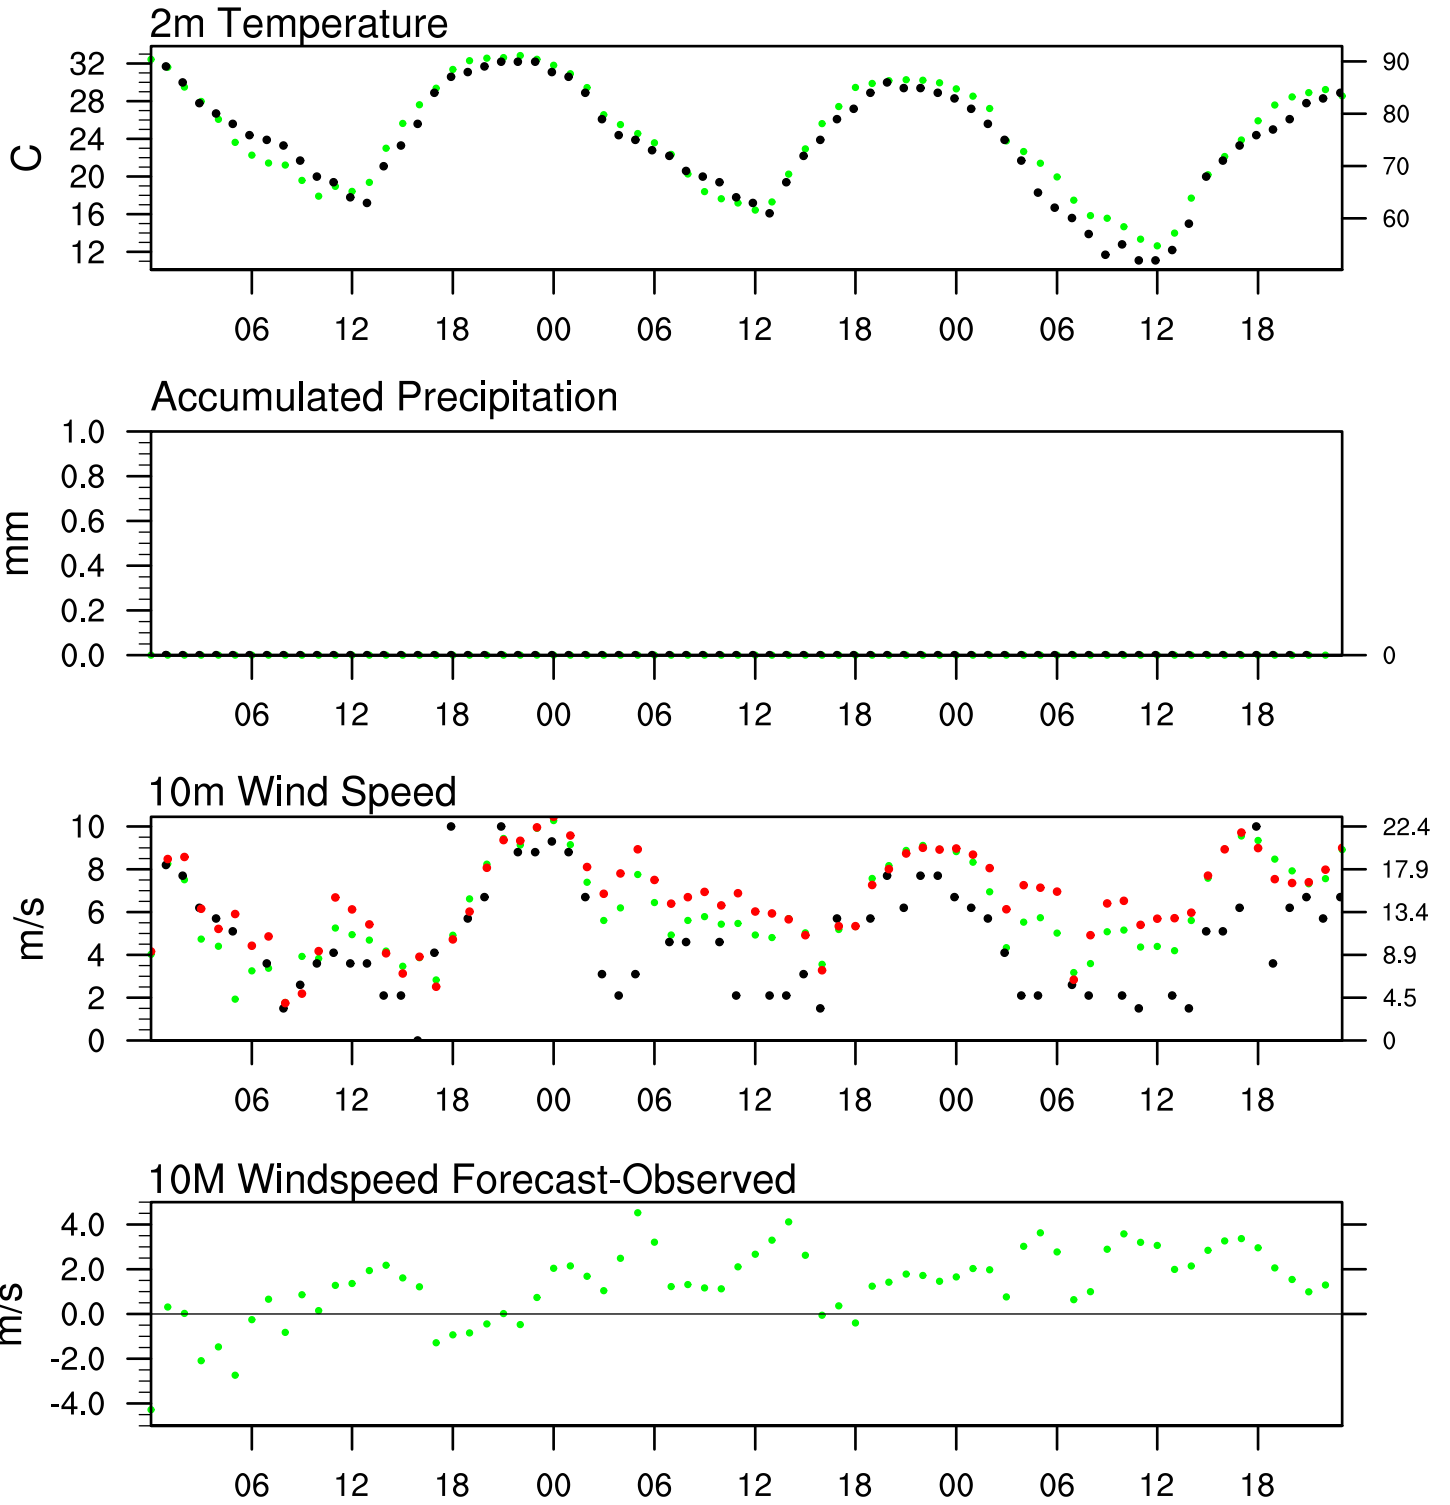 2m Temperature
32
28
24
20
16
12
C
90
80
70
60
06 12 18 00 06 12 18 00 06 12 18
Accumulated Precipitation
1.0
0.8
0.6
0.4
0.2
0.0
mm
0
06 12 18 00 06 12 18 00 06 12 18
10m Wind Speed
10
8
6
4
2
0
m/s
22.4
17.9
13.4
8.9
4.5
0
06 12 18 00 06 12 18 00 06 12 18
10M Windspeed Forecast-Observed
4.0
2.0
0.0
-2.0
-4.0
m/s
06 12 18 00 06 12 18 00 06 12 18